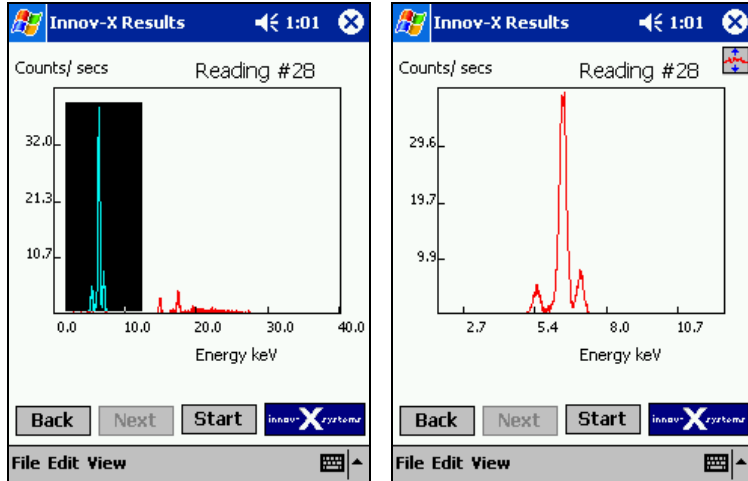 Innov-X Results 1:01
Counts/ secs Reading #28
32.0
21.3
10.7
0.0 10.0 20.0 30.0 40.0
Energy keV
Back Next Start innov-X systems
File Edit View
Innov-X Results 1:01
Counts/ secs Reading #28
29.6
19.7
9.9
2.7 5.4 8.0 10.7
Energy keV
Back Next Start innov-X systems
File Edit View